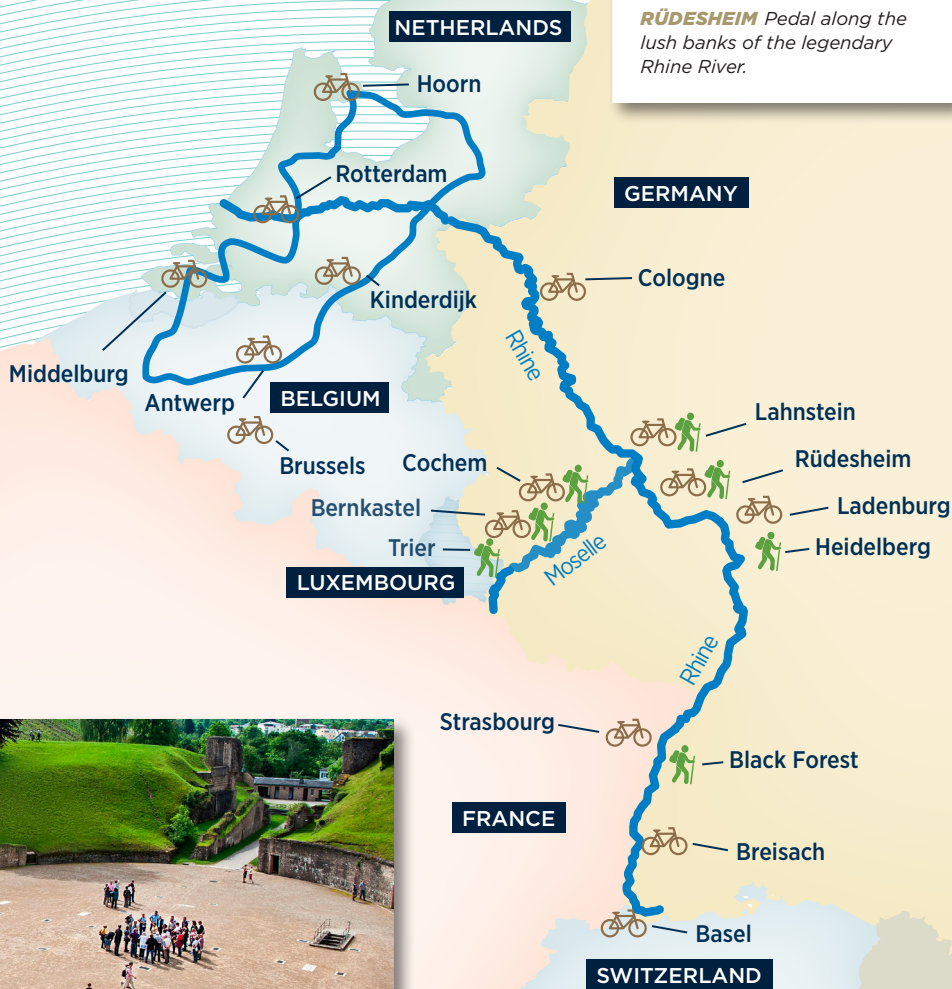 RÜDESHEIM Pedal along the
lush banks of the legendary
Rhine River.
NETHERLANDS
Hoorn
Rotterdam
GERMANY
Cologne
Kinderdijk
Rhine
Middelburg
Antwerp
BELGIUM
Lahnstein
Brussels
Cochem
Rüdesheim
Bernkastel
Ladenburg
Trier
Heidelberg
Moselle
LUXEMBOURG
Rhine
Strasbourg
Black Forest
FRANCE
Breisach
Basel
SWITZERLAND